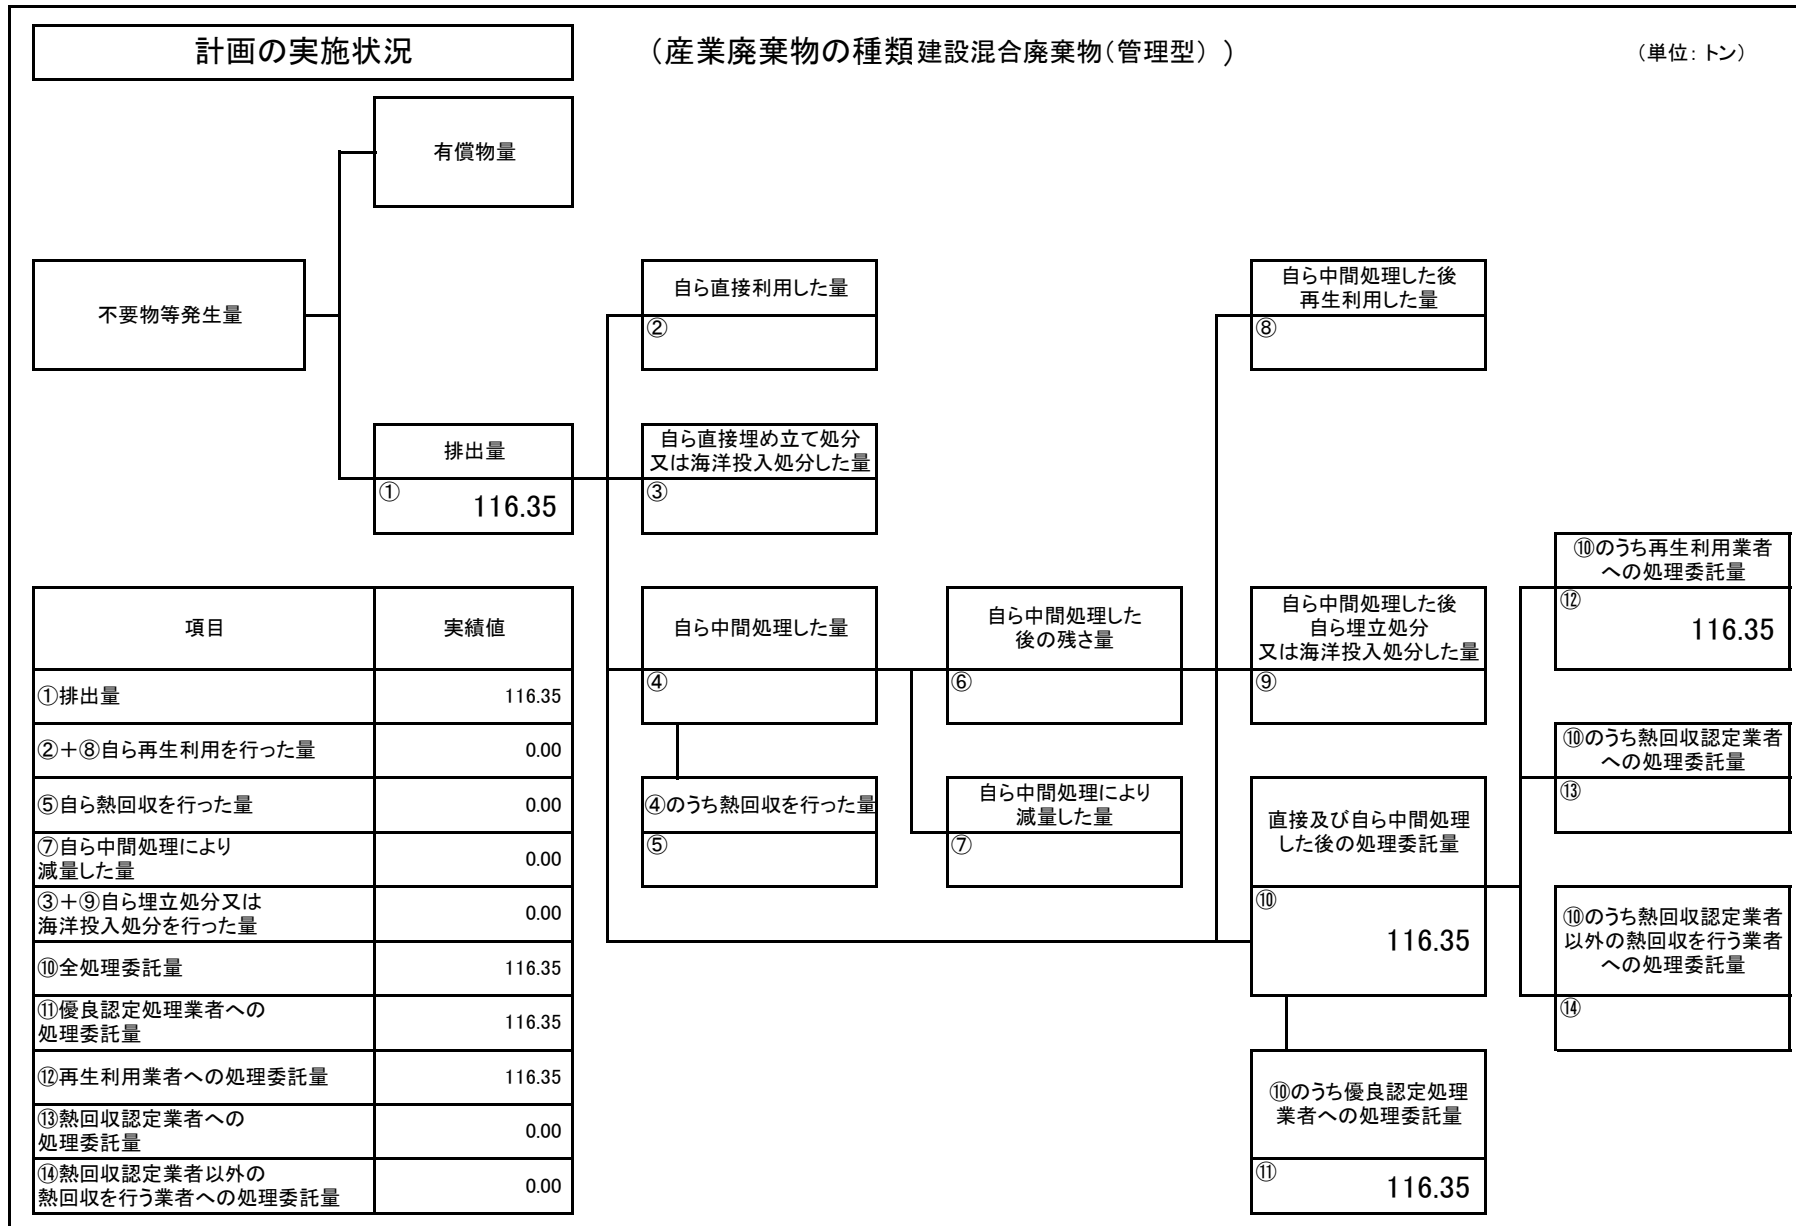 計画の実施状況
（産業廃棄物の種類建設混合廃棄物（管理型））
（単位：トン）
有償物量
不要物等発生量
自ら直接利用した量
②
自ら中間処理した後
再生利用した量
⑧
排出量
① 116.35
自ら直接埋め立て処分
又は海洋投入処分した量
③
⑩のうち再生利用業者
への処理委託量
⑫
116.35
自ら中間処理した量
④
自ら中間処理した
後の残さ量
⑥
自ら中間処理した後
自ら埋立処分
又は海洋投入処分した量
⑨
⑩のうち熱回収認定業者
への処理委託量
⑬
④のうち熱回収を行った量
⑤
自ら中間処理により
減量した量
⑦
直接及び自ら中間処理
した後の処理委託量
⑩
116.35
⑩のうち熱回収認定業者
以外の熱回収を行う業者
への処理委託量
⑭
⑩のうち優良認定処理
業者への処理委託量
⑪
116.35
項目 実績値
①排出量 116.35
②＋⑧自ら再生利用を行った量 0.00
⑤自ら熱回収を行った量 0.00
⑦自ら中間処理により
減量した量 0.00
③＋⑨自ら埋立処分又は
海洋投入処分を行った量 0.00
⑩全処理委託量 116.35
⑪優良認定処理業者への
処理委託量 116.35
⑫再生利用業者への処理委託量 116.35
⑬熱回収認定業者への
処理委託量 0.00
⑭熱回収認定業者以外の
熱回収を行う業者への処理委託量 0.00